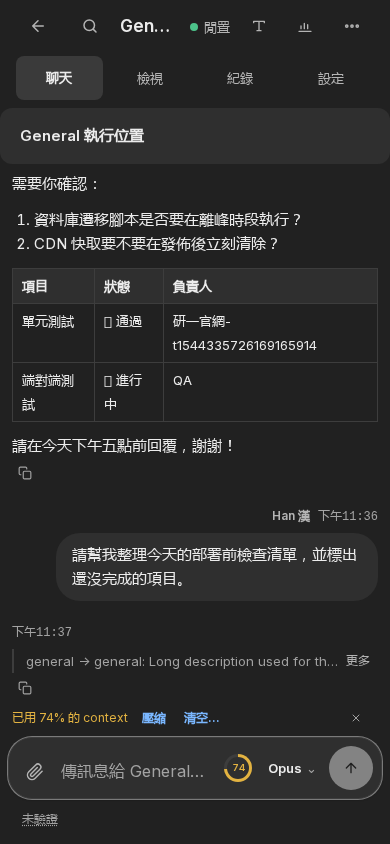 Gen...
閒置
聊天
檢視
紀錄
設定
General 執行位置
需要你確認：
1. 資料庫遷移腳本是否要在離峰時段執行？
2. CDN 快取要不要在發佈後立刻清除？
項目 狀態 負責人
單元測試 通過 研一官網-
t1544335726169165914
端對端測 進行 QA
試 中
請在今天下午五點前回覆，謝謝！
Han 漢 下午11:36
請幫我整理今天的部署前檢查清單，並標出
還沒完成的項目。
下午11:37
general → general: Long description used for th... 更多
已用 74% 的 context 壓縮 清空...
傳訊息給 General...
74
Opus
未驗證